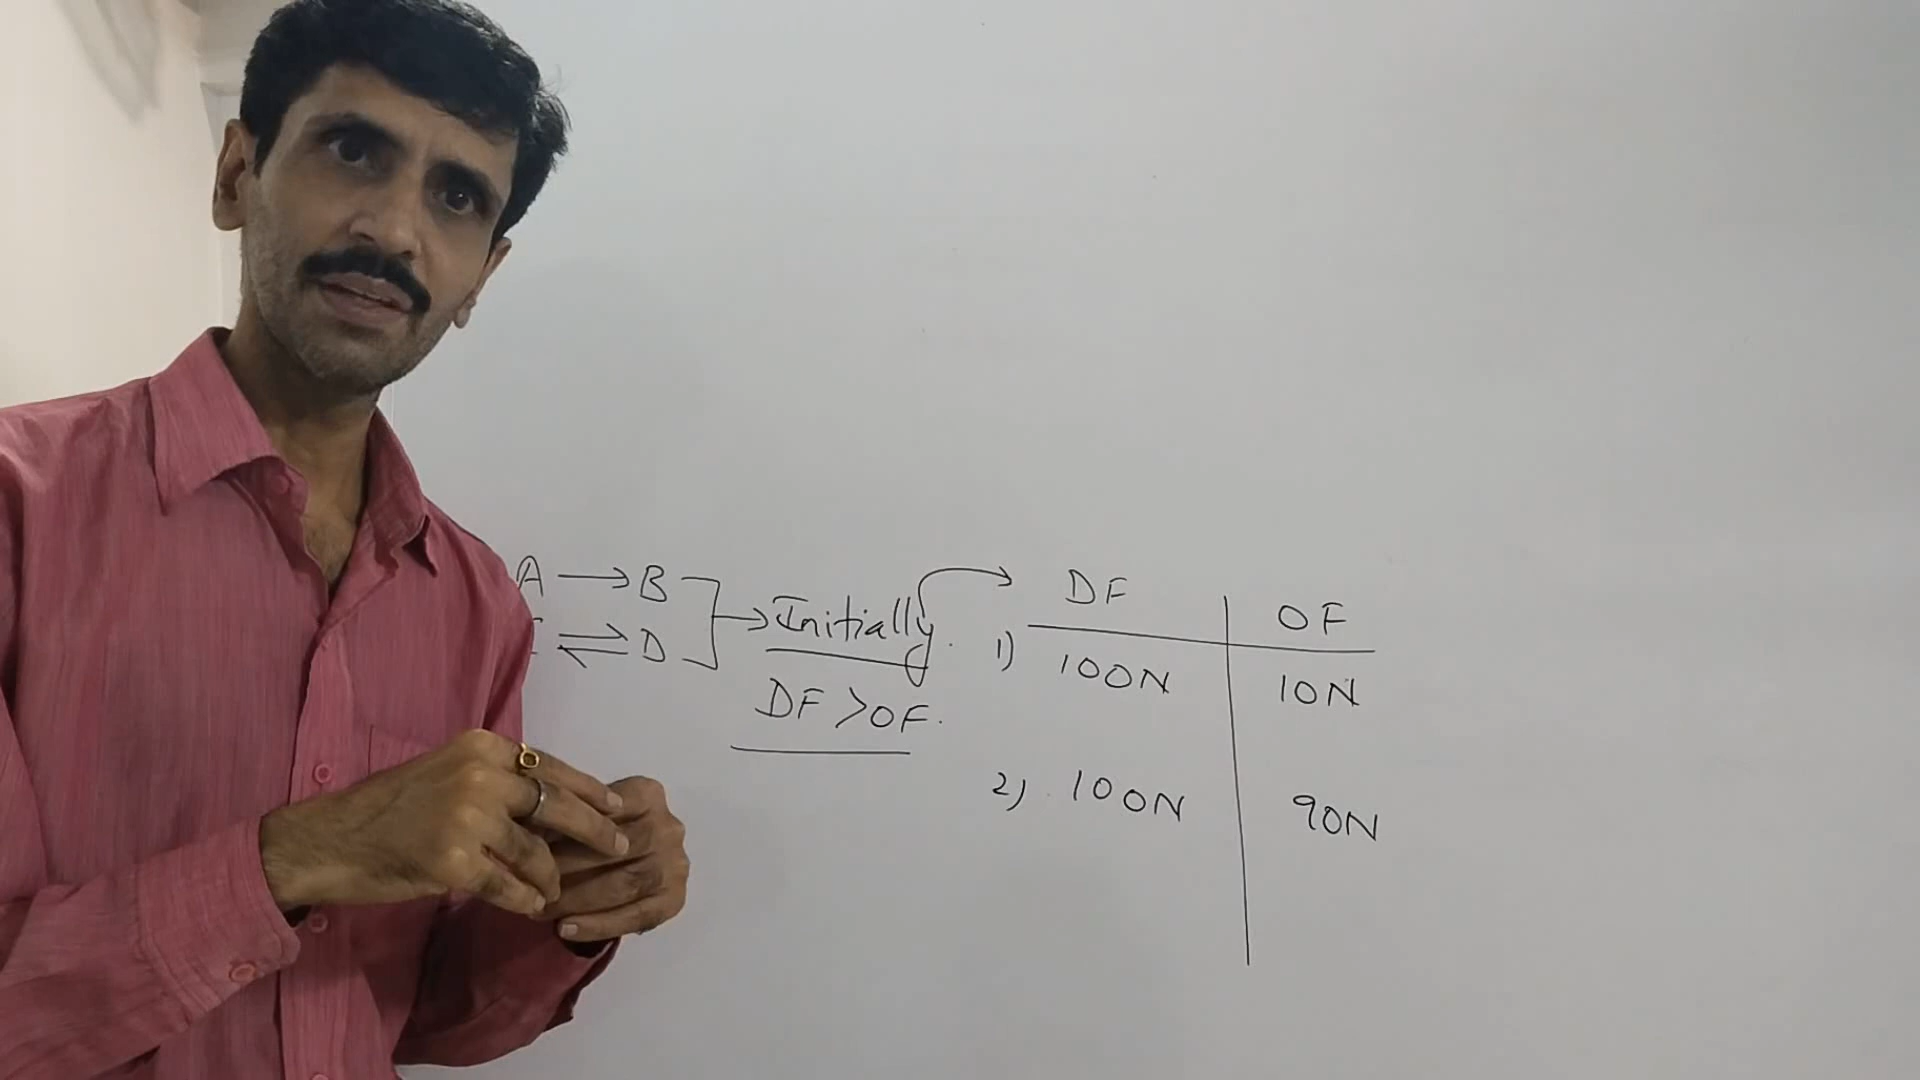 A → B
⇌ D
→ Initially.
DF > OF.
DF | OF
1) 100N | 10N
2) 100N | 90N